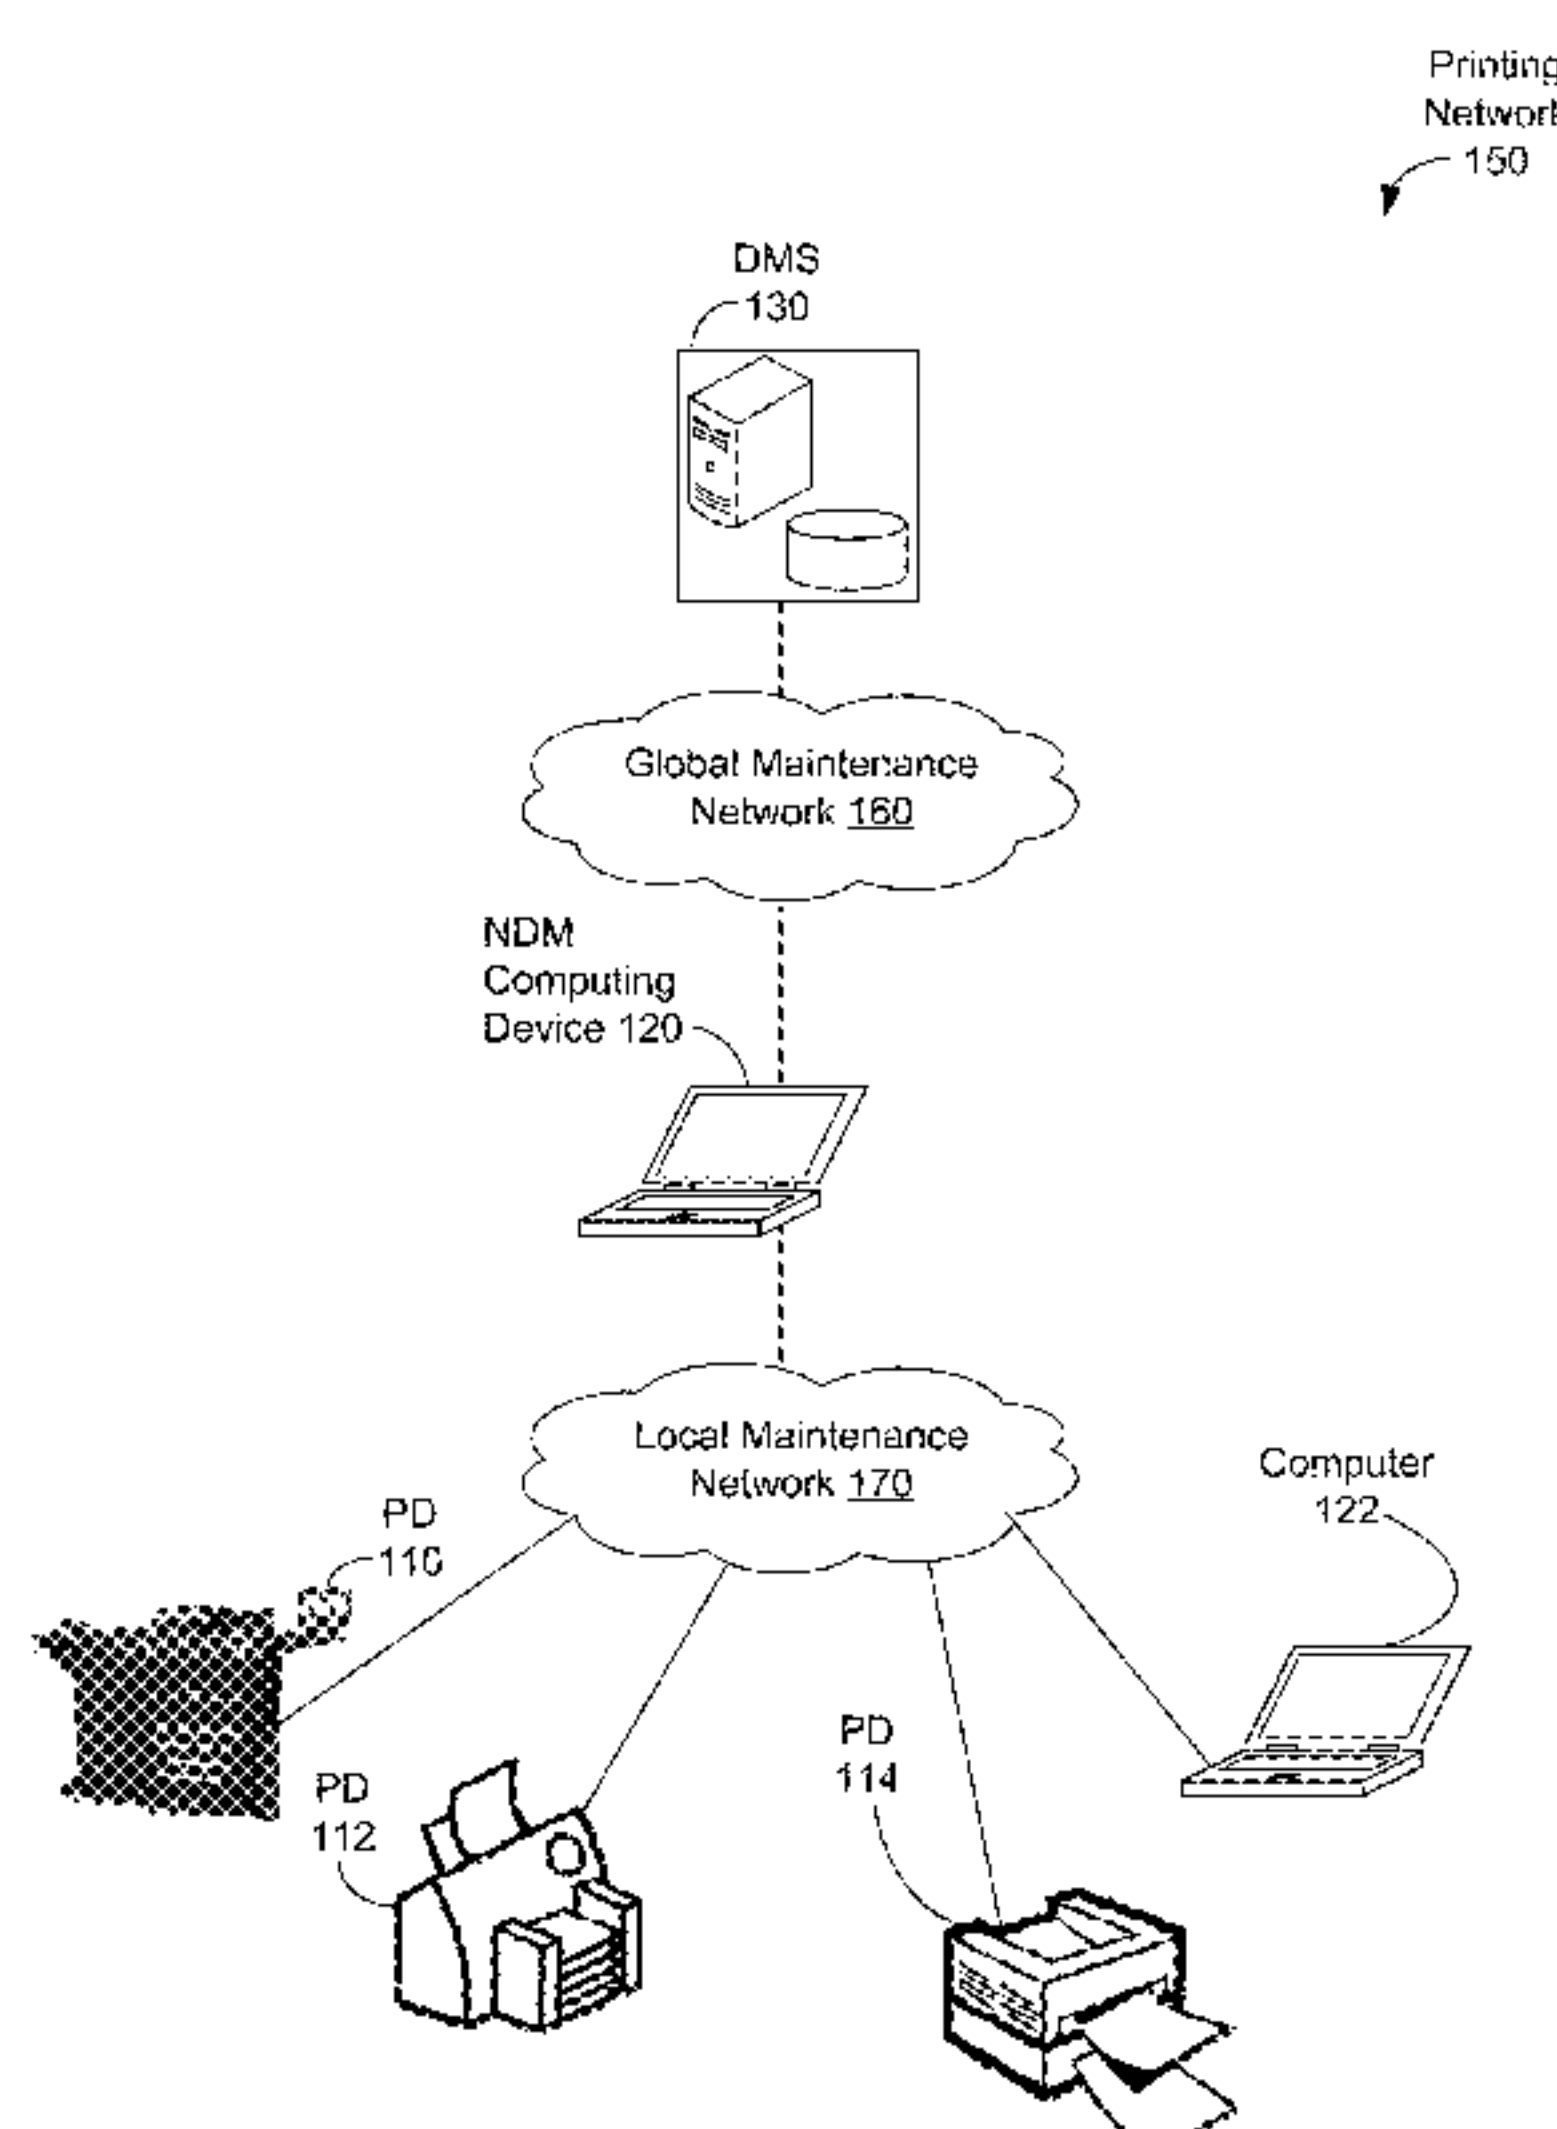 Printing
Network
150
DMS
130
Global Maintenance
Network 160
NDM
Computing
Device 120
Local Maintenance
Network 170
Computer
122
PD
110
PD
114
PD
112